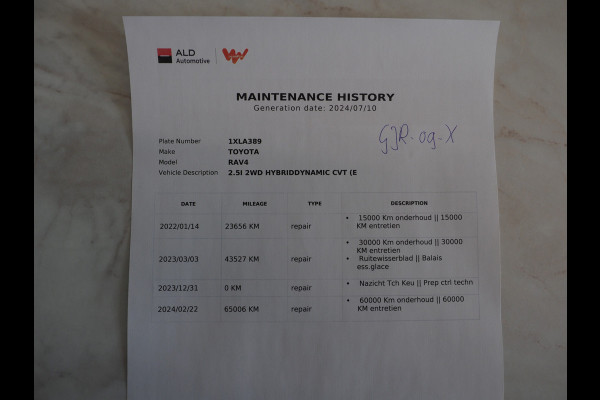 ALD
Automotive
MAINTENANCE HISTORY
Generation date: 2024/07/10
GJR-09-X
Plate Number 1XLA389
Make TOYOTA
Model RAV4
Vehicle Description 2.5I 2WD HYBRIDDYNAMIC CVT (E
DATE MILEAGE TYPE DESCRIPTION
2022/01/14 23656 KM repair • 15000 Km onderhoud || 15000
KM entretien
2023/03/03 43527 KM repair • 30000 Km onderhoud || 30000
KM entretien
• Ruitewisserblad || Balais
ess.glace
2023/12/31 0 KM repair • Nazicht Tch Keu || Prep ctrl techn
2024/02/22 65006 KM repair • 60000 Km onderhoud || 60000
KM entretien